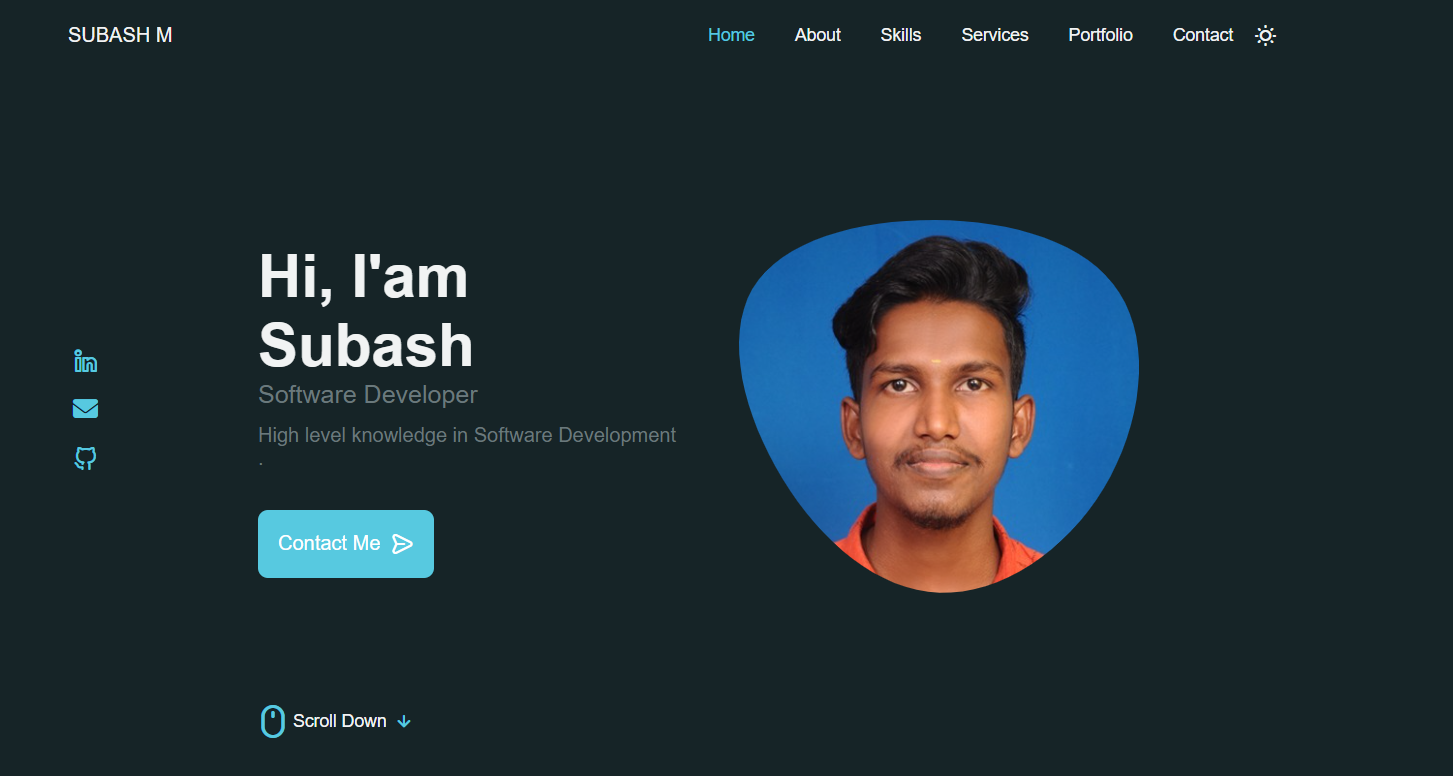 SUBASH M
Home About Skills Services Portfolio Contact
Hi, I'am
Subash
Software Developer
High level knowledge in Software Development
.
Contact Me
Scroll Down